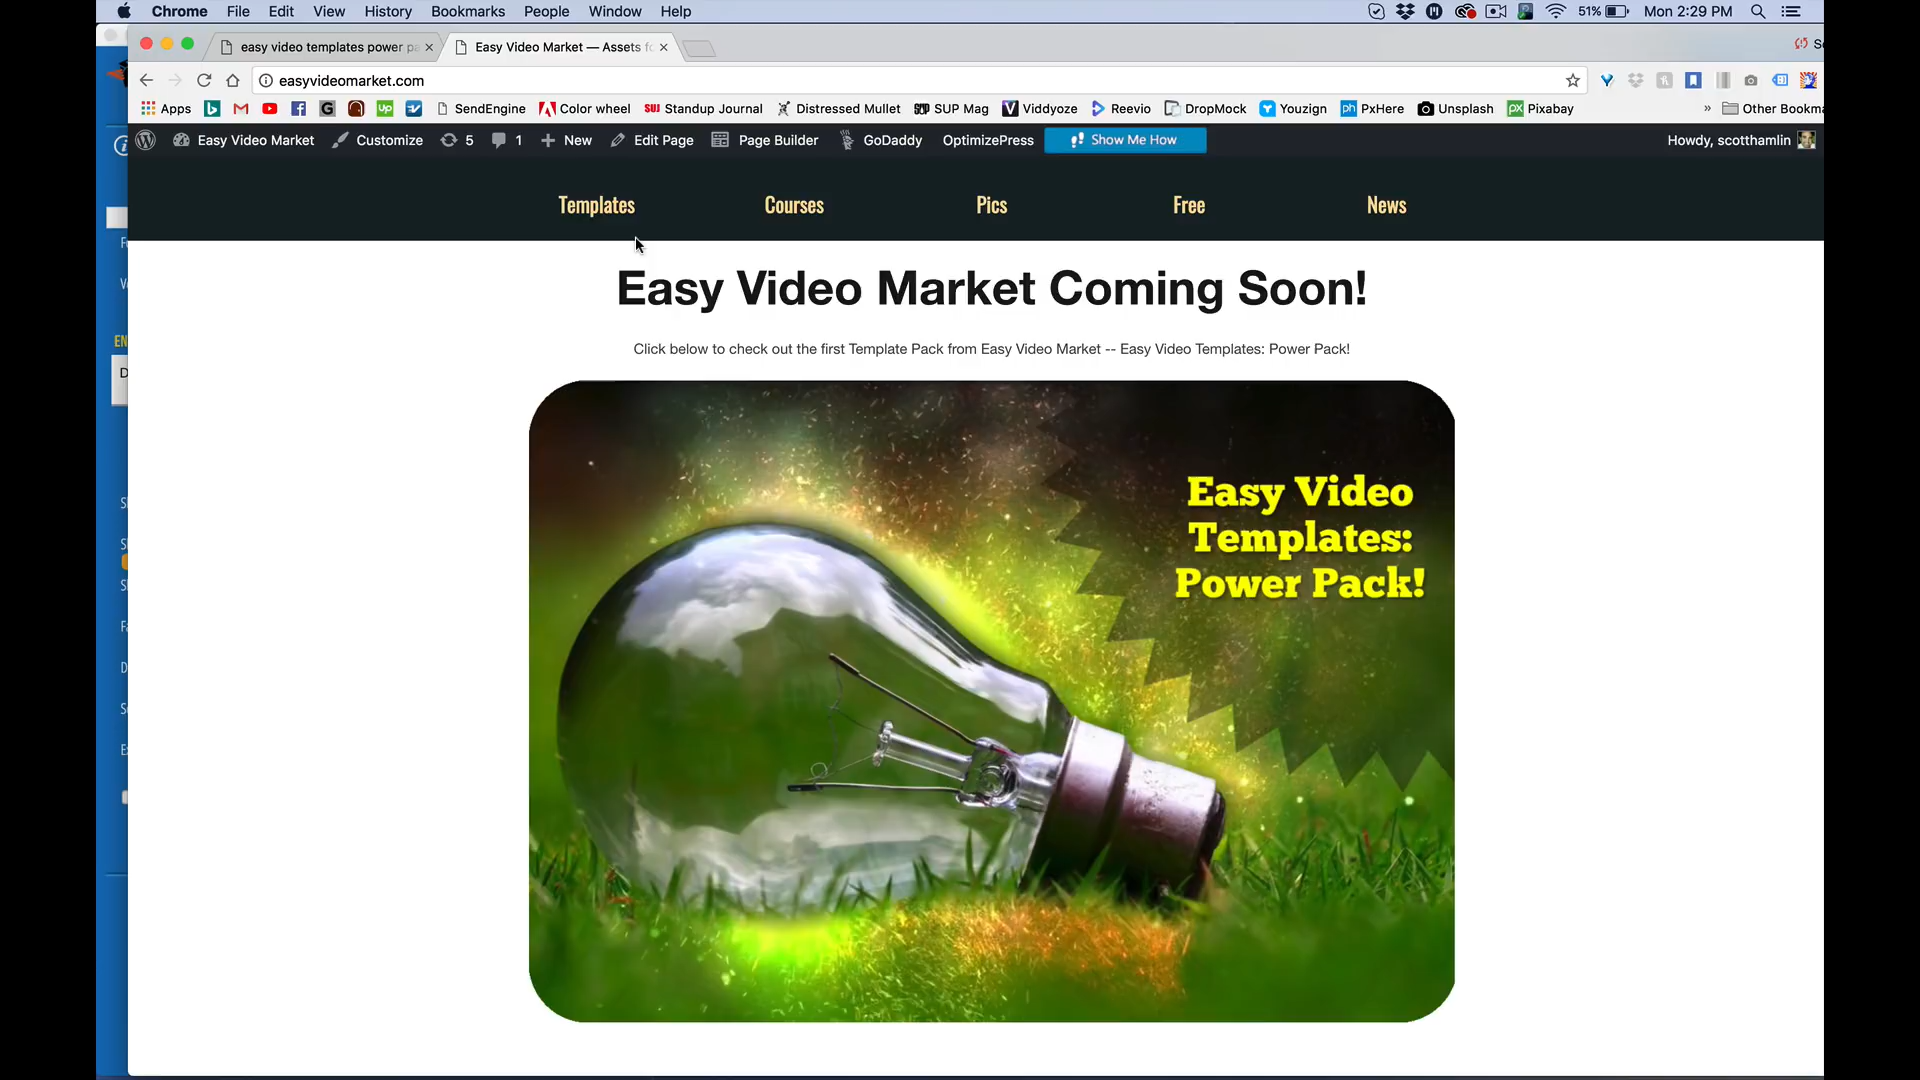 Chrome File Edit View History Bookmarks People Window Help 51% Mon 2:29 PM
easy video templates power pa
Easy Video Market — Assets fo
easyvideomarket.com
Apps SendEngine Color wheel Standup Journal Distressed Mullet SUP Mag Viddyoze Reevio DropMock Youzign PxHere Unsplash Pixabay » Other Bookma
Easy Video Market Customize 5 1 New Edit Page Page Builder GoDaddy OptimizePress Show Me How Howdy, scotthamlin
Templates Courses Pics Free News
Easy Video Market Coming Soon!
Click below to check out the first Template Pack from Easy Video Market -- Easy Video Templates: Power Pack!
Easy Video
Templates:
Power Pack!